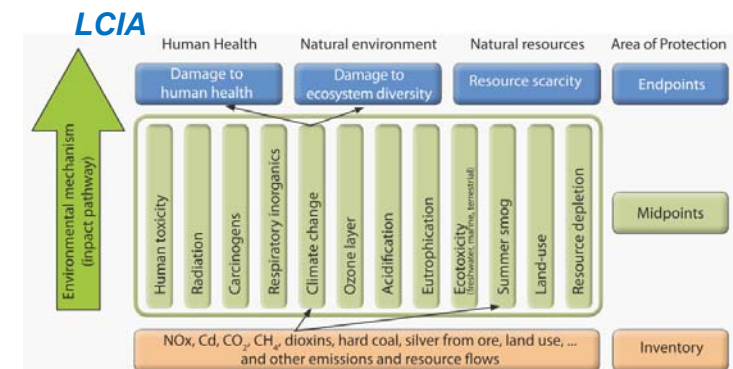 LCIA
Human Health
Natural environment
Natural resources
Area of Protection
Damage to
human health
Damage to
ecosystem diversity
Resource scarcity
Endpoints
Environmental mechanism
(inpact pathway)
Human toxicity
Radiation
Carcinogens
Respiratory inorganics
Climate change
Ozone layer
Acidification
Eutrophication
Ecotoxicity
(freshwater, marine, terrestrial)
Summer smog
Land-use
Resource depletion
Midpoints
NOx, Cd, CO₂, CH₄, dioxins, hard coal, silver from ore, land use, ...
and other emissions and resource flows
Inventory